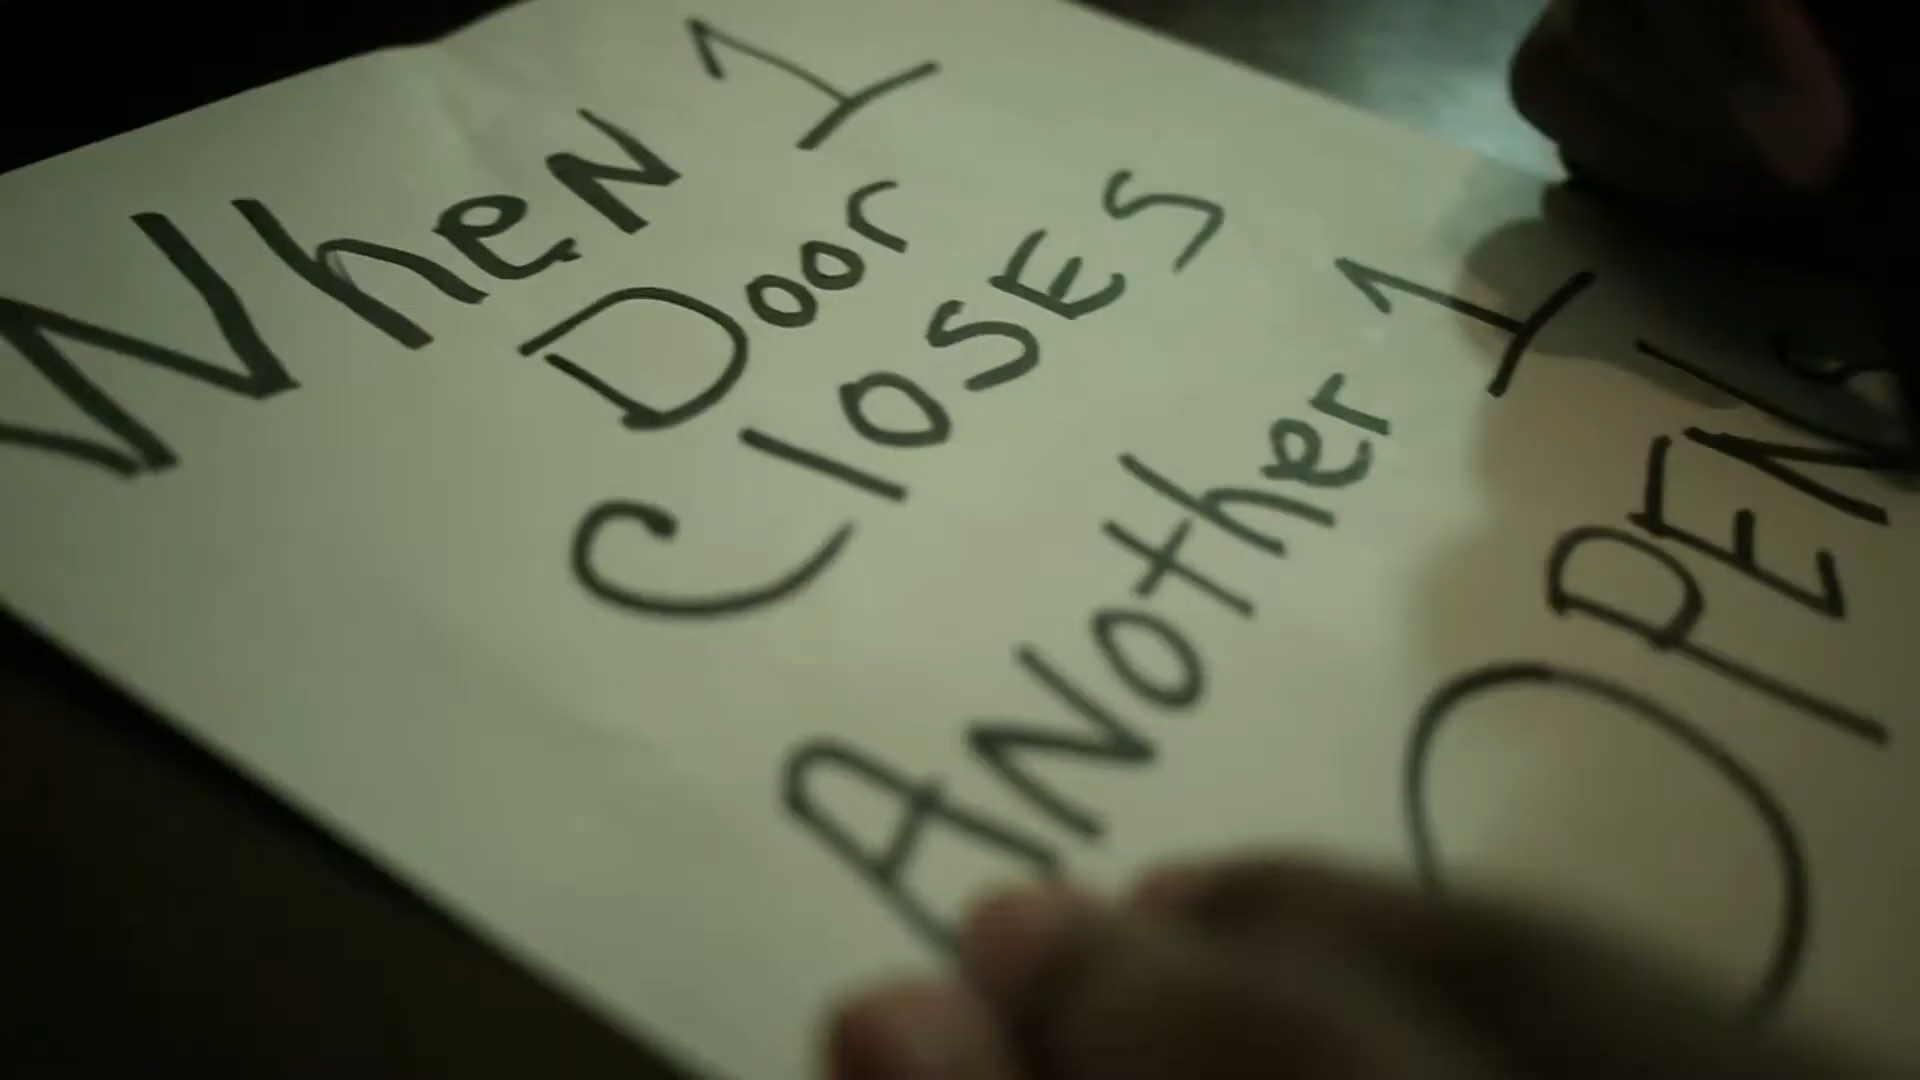 WheN 1
Door
ClOSES
ANother 1
OPEN